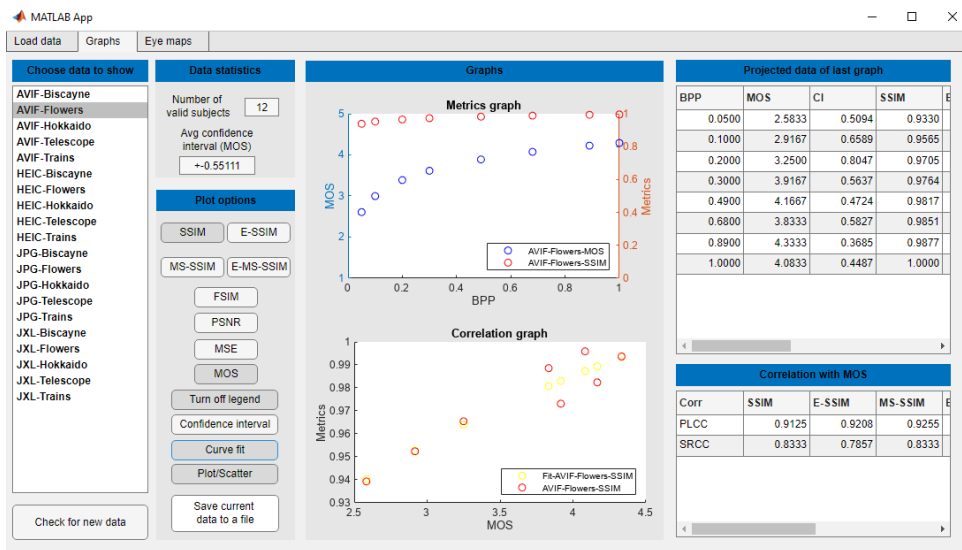 MATLAB App
Load data Graphs Eye maps
Choose data to show
AVIF-Biscayne
AVIF-Flowers
AVIF-Hokkaido
AVIF-Telescope
AVIF-Trains
HEIC-Biscayne
HEIC-Flowers
HEIC-Hokkaido
HEIC-Telescope
HEIC-Trains
JPG-Biscayne
JPG-Flowers
JPG-Hokkaido
JPG-Telescope
JPG-Trains
JXL-Biscayne
JXL-Flowers
JXL-Hokkaido
JXL-Telescope
JXL-Trains
Check for new data
Data statistics
Number of
valid subjects 12
Avg confidence
interval (MOS)
+-0.55111
Plot options
SSIM E-SSIM
MS-SSIM E-MS-SSIM
FSIM
PSNR
MSE
MOS
Turn off legend
Confidence interval
Curve fit
Plot/Scatter
Save current
data to a file
Graphs
Metrics graph
5
4
3
2
1
MOS
0 0.2 0.4 0.6 0.8 1
BPP
1
0.8
0.6
0.4
0.2
0
Metrics
AVIF-Flowers-MOS
AVIF-Flowers-SSIM
Correlation graph
1
0.99
0.98
0.97
0.96
0.95
0.94
0.93
Metrics
2.5 3 3.5 4 4.5
MOS
Fit-AVIF-Flowers-SSIM
AVIF-Flowers-SSIM
Projected data of last graph
BPP MOS CI SSIM E
0.0500 2.5833 0.5094 0.9330
0.1000 2.9167 0.6589 0.9565
0.2000 3.2500 0.8047 0.9705
0.3000 3.9167 0.5637 0.9764
0.4900 4.1667 0.4724 0.9817
0.6800 3.8333 0.5827 0.9851
0.8900 4.3333 0.3685 0.9877
1.0000 4.0833 0.4487 1.0000
Correlation with MOS
Corr SSIM E-SSIM MS-SSIM E
PLCC 0.9125 0.9208 0.9255
SRCC 0.8333 0.7857 0.8333